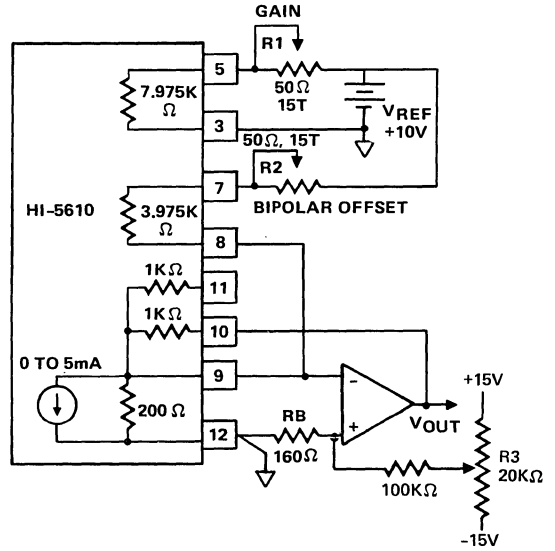 GAIN
R1
5
50Ω
15T
7.975K
Ω
VREF
+10V
3
50Ω, 15T
R2
7
BIPOLAR OFFSET
HI-5610
3.975K
Ω
8
1KΩ
11
1KΩ
10
0 TO 5mA
9
200 Ω
12
RB
160Ω
−
+
VOUT
+15V
100KΩ
R3
20KΩ
−15V